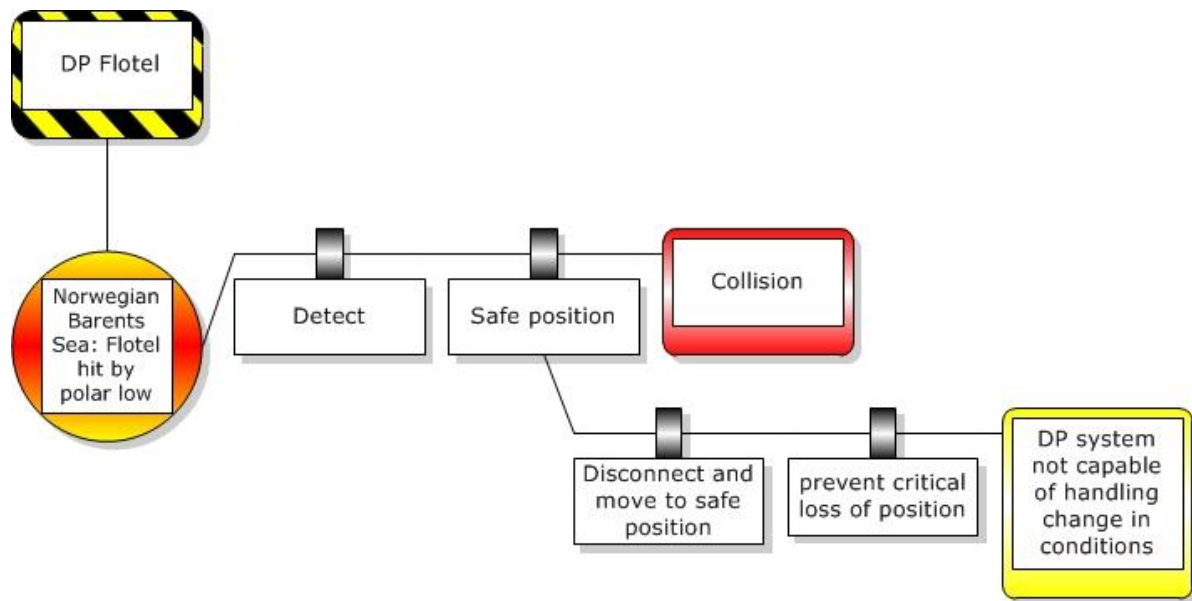 DP Flotel
Norwegian
Barents
Sea: Flotel
hit by
polar low
Detect
Safe position
Collision
Disconnect and
move to safe
position
prevent critical
loss of position
DP system
not capable
of handling
change in
conditions